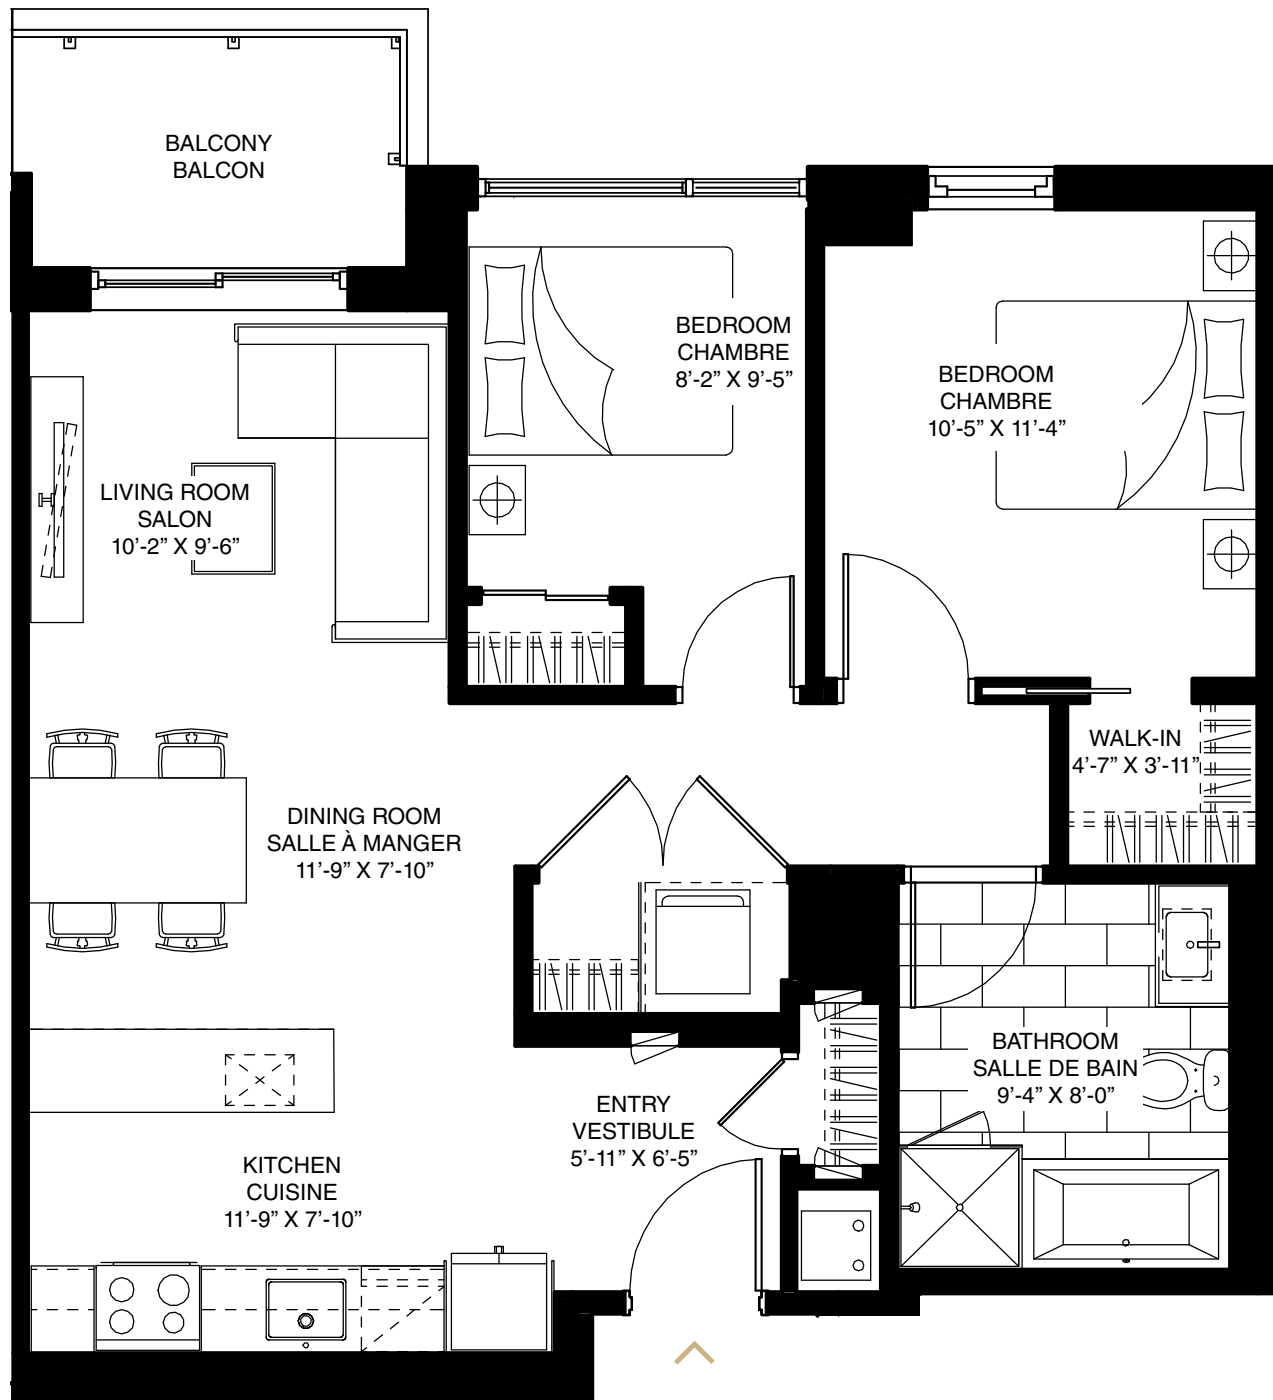 BALCONY
BALCON
BEDROOM
CHAMBRE
8'-2” X 9'-5”
BEDROOM
CHAMBRE
10'-5” X 11'-4”
LIVING ROOM
SALON
10'-2” X 9'-6”
WALK-IN
4'-7” X 3'-11”
DINING ROOM
SALLE À MANGER
11'-9” X 7'-10”
BATHROOM
SALLE DE BAIN
9'-4” X 8'-0”
ENTRY
VESTIBULE
5'-11” X 6'-5”
KITCHEN
CUISINE
11'-9” X 7'-10”